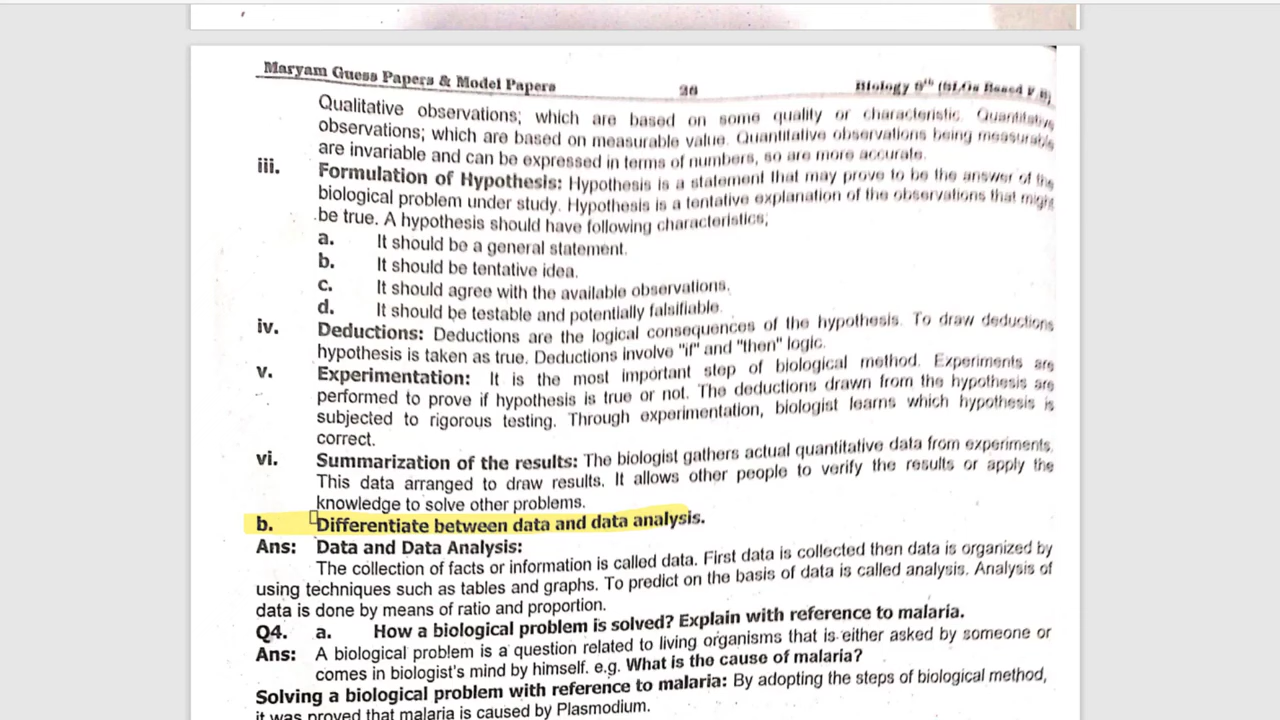 Maryam Guess Papers & Model Papers 26 Biology 9th (SLOs Based
Qualitative observations; which are based on some quality or characteristic. Quantitative
observations; which are based on measurable value. Quantitative observations being measurable
are invariable and can be expressed in terms of numbers, so are more accurate.
iii. Formulation of Hypothesis: Hypothesis is a statement that may prove to be the answer of the
biological problem under study. Hypothesis is a tentative explanation of the observations that might
be true. A hypothesis should have following characteristics;
a. It should be a general statement.
b. It should be tentative idea.
c. It should agree with the available observations.
d. It should be testable and potentially falsifiable.
iv. Deductions: Deductions are the logical consequences of the hypothesis. To draw deductions
hypothesis is taken as true. Deductions involve "if" and "then" logic.
v. Experimentation: It is the most important step of biological method. Experiments are
performed to prove if hypothesis is true or not. The deductions drawn from the hypothesis are
subjected to rigorous testing. Through experimentation, biologist learns which hypothesis is
correct.
vi. Summarization of the results: The biologist gathers actual quantitative data from experiments.
This data arranged to draw results. It allows other people to verify the results or apply the
knowledge to solve other problems.
b. Differentiate between data and data analysis.
Ans: Data and Data Analysis:
The collection of facts or information is called data. First data is collected then data is organized by
using techniques such as tables and graphs. To predict on the basis of data is called analysis. Analysis of
data is done by means of ratio and proportion.
Q4. a. How a biological problem is solved? Explain with reference to malaria.
Ans: A biological problem is a question related to living organisms that is either asked by someone or
comes in biologist's mind by himself. e.g. What is the cause of malaria?
Solving a biological problem with reference to malaria: By adopting the steps of biological method,
it was proved that malaria is caused by Plasmodium.